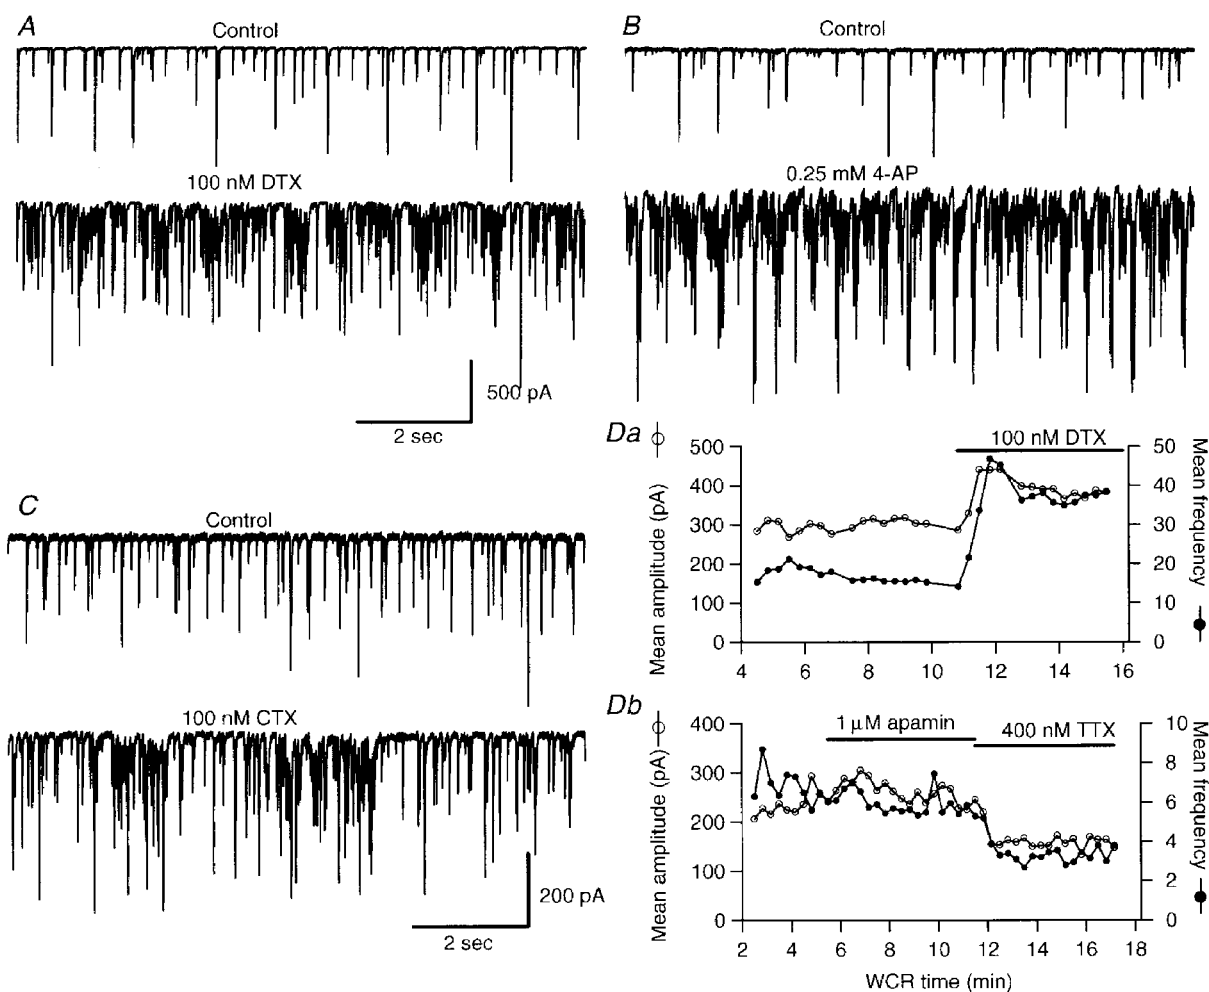 A
Control
100 nM DTX
500 pA
2 sec
B
Control
0.25 mM 4-AP
C
Control
100 nM CTX
200 pA
2 sec
Da
100 nM DTX
Mean amplitude (pA)
500
400
300
200
100
0
50
40
30
20
10
0
Mean frequency
4 6 8 10 12 14 16
Db
1 μM apamin
400 nM TTX
Mean amplitude (pA)
400
300
200
100
0
10
8
6
4
2
0
Mean frequency
2 4 6 8 10 12 14 16 18
WCR time (min)